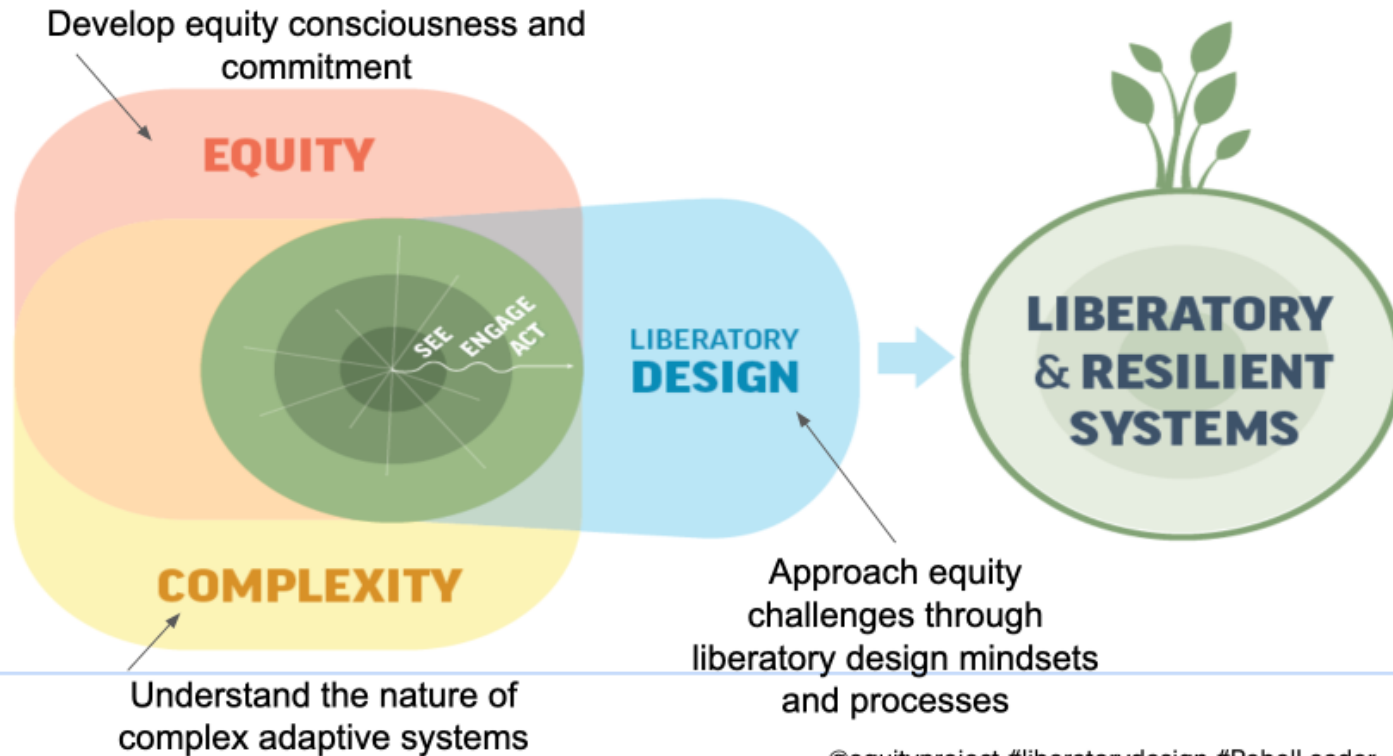 Develop equity consciousness and
commitment
EQUITY
SEE
ENGAGE
ACT
LIBERATORY
DESIGN
LIBERATORY
& RESILIENT
SYSTEMS
COMPLEXITY
Approach equity
challenges through
liberatory design mindsets
and processes
Understand the nature of
complex adaptive systems